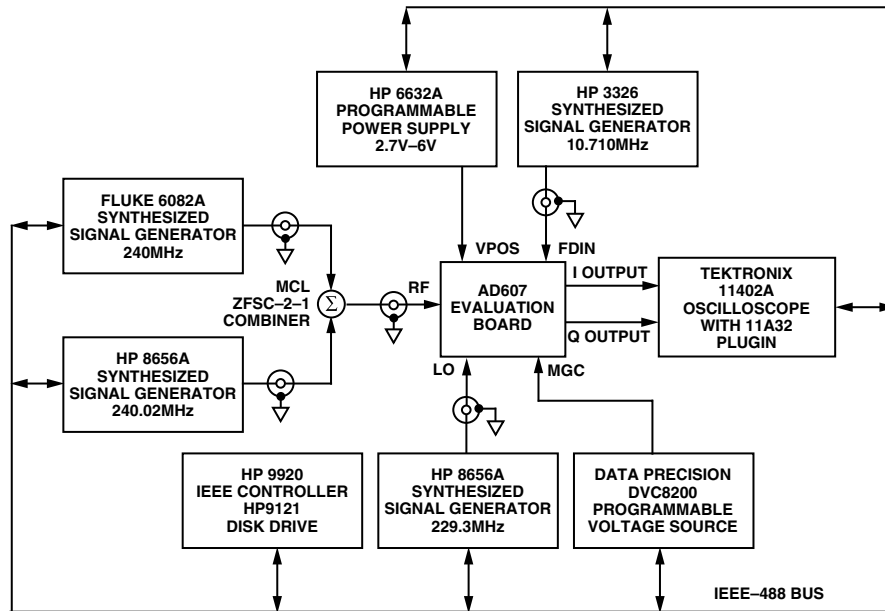 HP 6632A
PROGRAMMABLE
POWER SUPPLY
2.7V–6V
HP 3326
SYNTHESIZED
SIGNAL GENERATOR
10.710MHz
FLUKE 6082A
SYNTHESIZED
SIGNAL GENERATOR
240MHz
VPOS
FDIN
I OUTPUT
MCL
ZFSC–2–1
COMBINER
Σ
RF
AD607
EVALUATION
BOARD
TEKTRONIX
11402A
OSCILLOSCOPE
WITH 11A32
PLUGIN
Q OUTPUT
HP 8656A
SYNTHESIZED
SIGNAL GENERATOR
240.02MHz
LO
MGC
HP 9920
IEEE CONTROLLER
HP9121
DISK DRIVE
HP 8656A
SYNTHESIZED
SIGNAL GENERATOR
229.3MHz
DATA PRECISION
DVC8200
PROGRAMMABLE
VOLTAGE SOURCE
IEEE–488 BUS